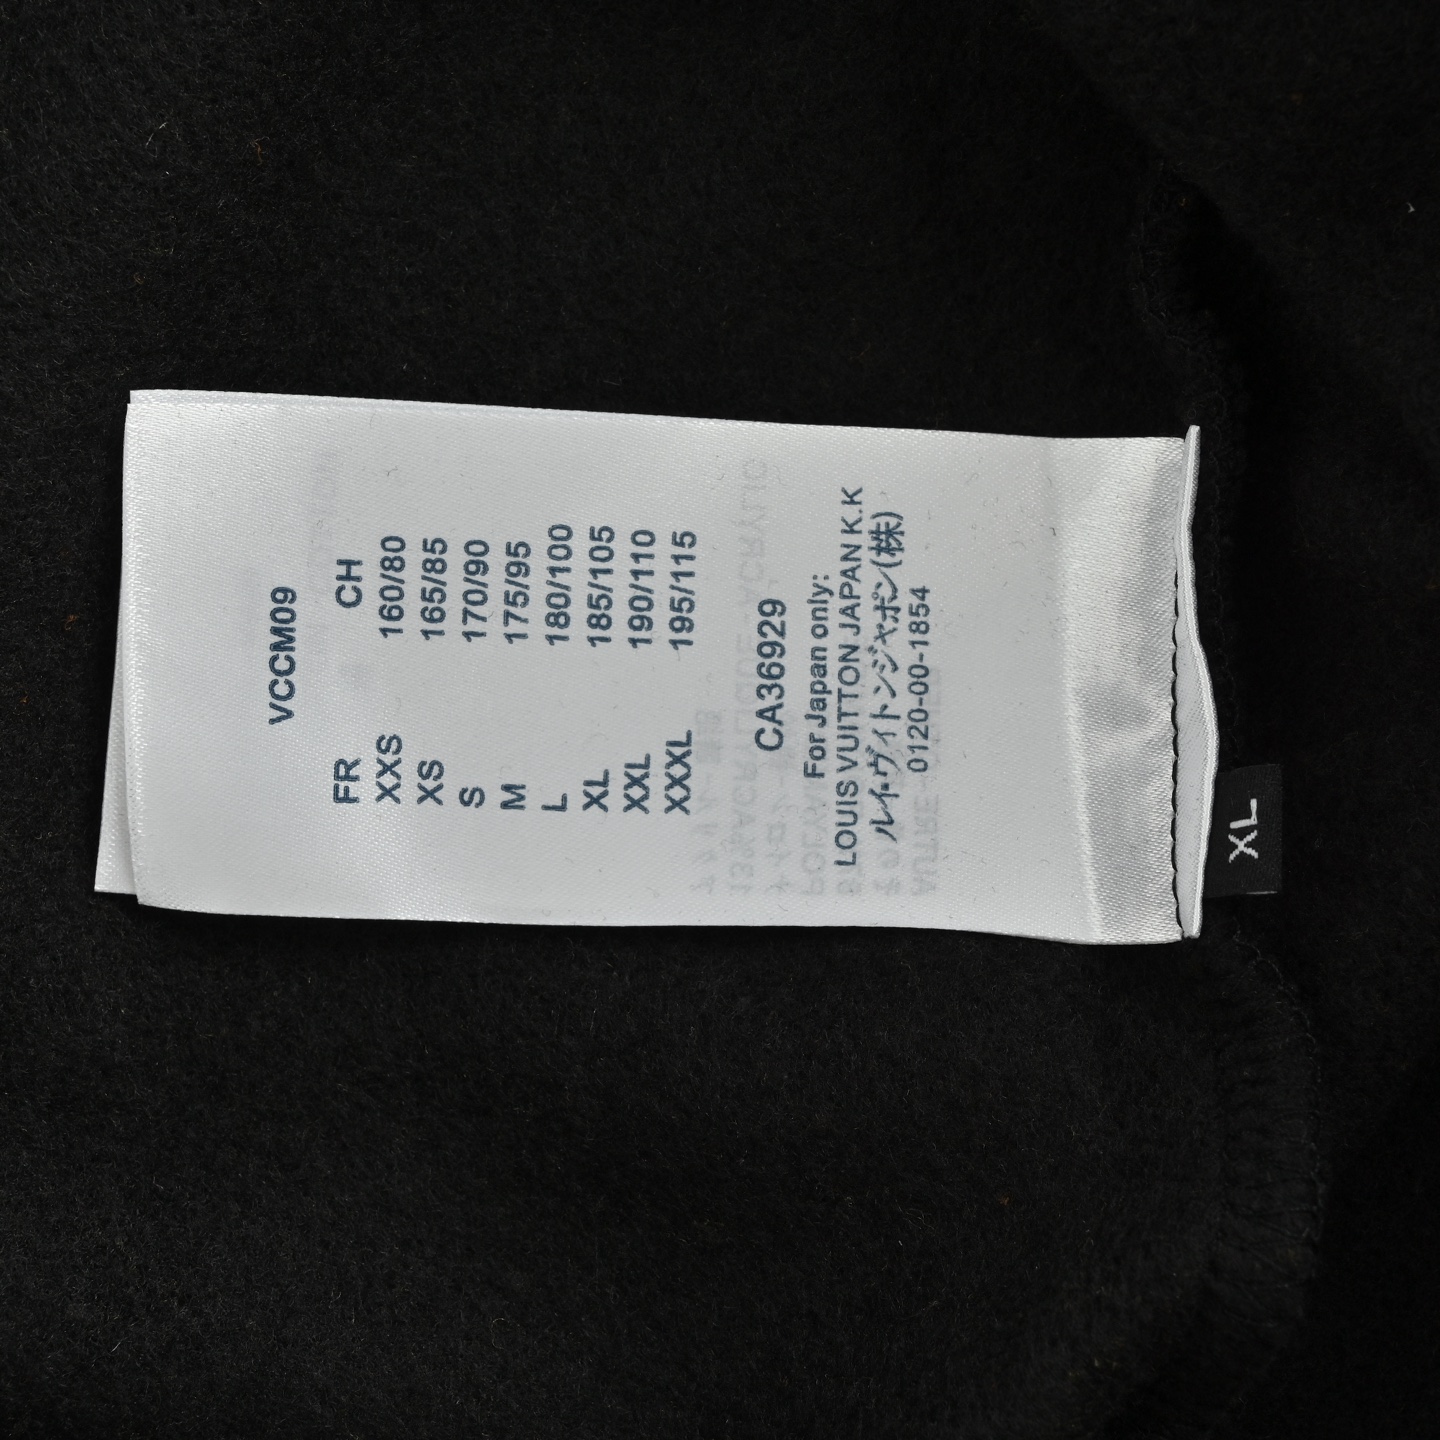 VCCM09
FR CH
XXS 160/80
XS 165/85
S 170/90
M 175/95
L 180/100
XL 185/105
XXL 190/110
XXXL 195/115
CA36929
For Japan only:
LOUIS VUITTON JAPAN K.K
ルイ・ヴィトンジャポン(株)
0120-00-1854
XL